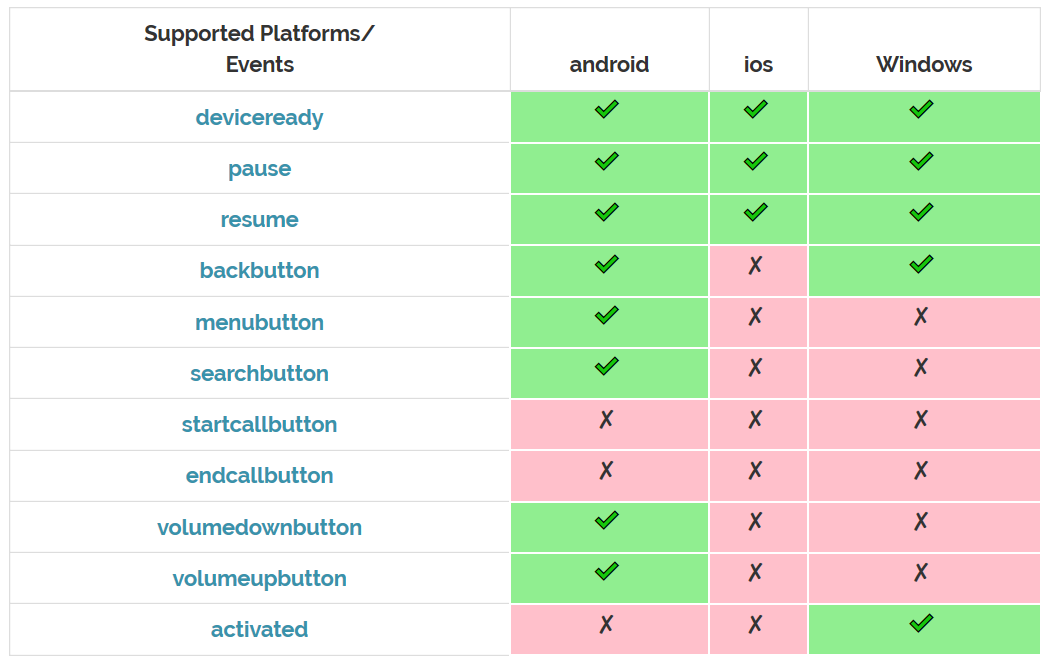 Supported Platforms/
Events
android ios Windows
deviceready ✔ ✔ ✔
pause ✔ ✔ ✔
resume ✔ ✔ ✔
backbutton ✔ ✗ ✔
menubutton ✔ ✗ ✗
searchbutton ✔ ✗ ✗
startcallbutton ✗ ✗ ✗
endcallbutton ✗ ✗ ✗
volumedownbutton ✔ ✗ ✗
volumeupbutton ✔ ✗ ✗
activated ✗ ✗ ✔